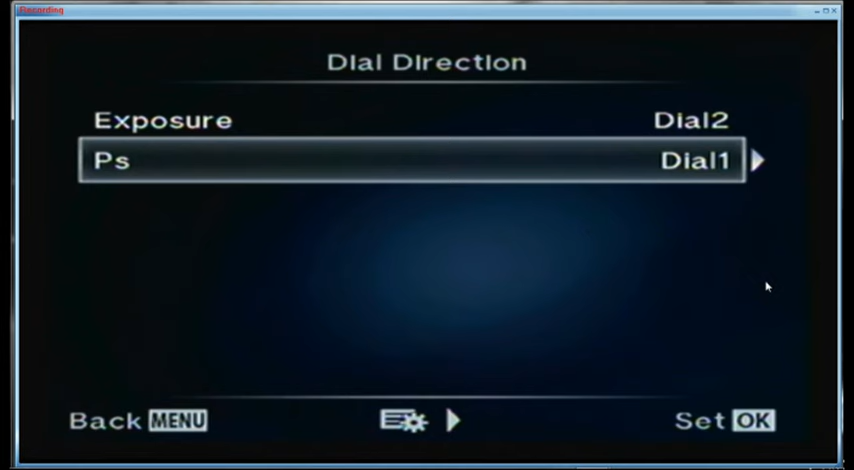 Recording
Dial Direction
Exposure Dial2
Ps Dial1
Back MENU Set OK